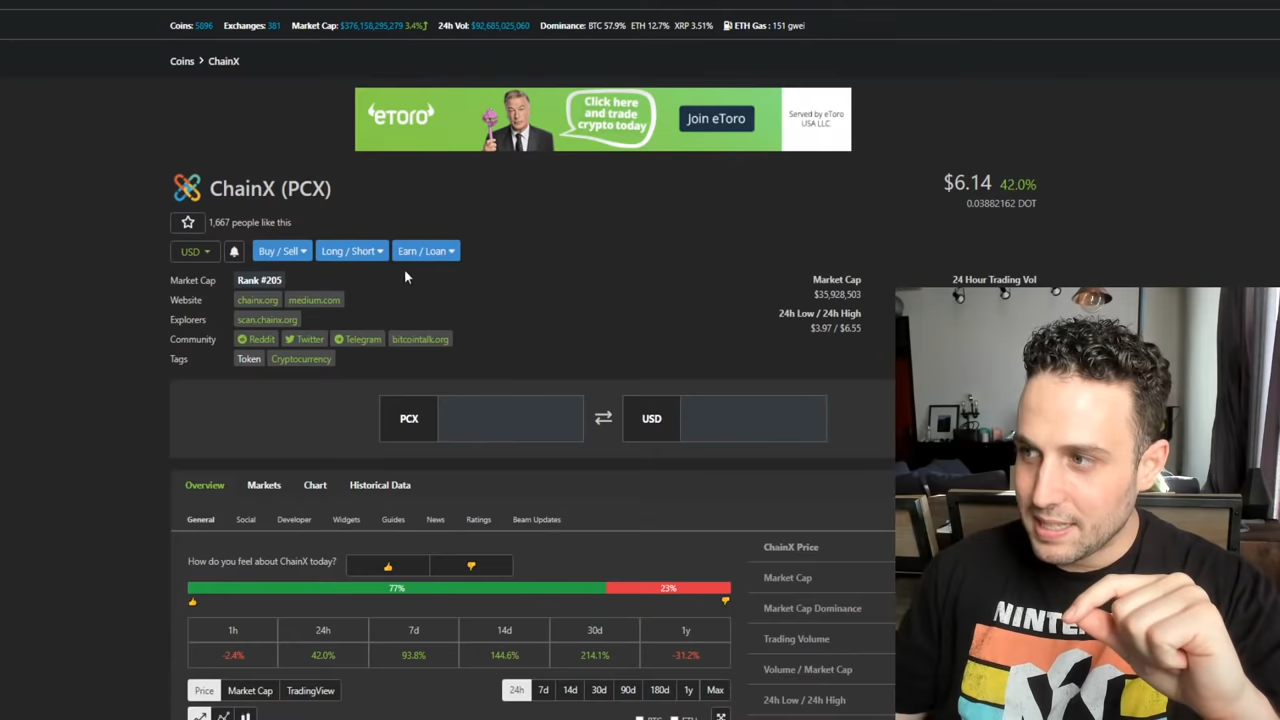 Coins: 5896 Exchanges: 381 Market Cap: $376,158,295,279 3.4% 24h Vol: $92,685,025,060 Dominance: BTC 57.9% ETH 12.7% XRP 3.51% ETH Gas: 151 gwei
Coins > ChainX
eToro
Click here
and trade
crypto today
Join eToro
Served by eToro
USA LLC
ChainX (PCX)
$6.14 42.0%
0.03882162 DOT
1,667 people like this
USD
Buy / Sell
Long / Short
Earn / Loan
Market Cap Rank #205
Website chainx.org medium.com
Explorers scan.chainx.org
Community Reddit Twitter Telegram bitcointalk.org
Tags Token Cryptocurrency
Market Cap
$35,928,503
24h Low / 24h High
$3.97 / $6.55
24 Hour Trading Vol
PCX
USD
Overview Markets Chart Historical Data
General Social Developer Widgets Guides News Ratings Beam Updates
How do you feel about ChainX today?
77% 23%
1h 24h 7d 14d 30d 1y
-2.4% 42.0% 93.8% 144.6% 214.1% -31.2%
Price Market Cap TradingView
24h 7d 14d 30d 90d 180d 1y Max
ChainX Price
Market Cap
Market Cap Dominance
Trading Volume
Volume / Market Cap
24h Low / 24h High